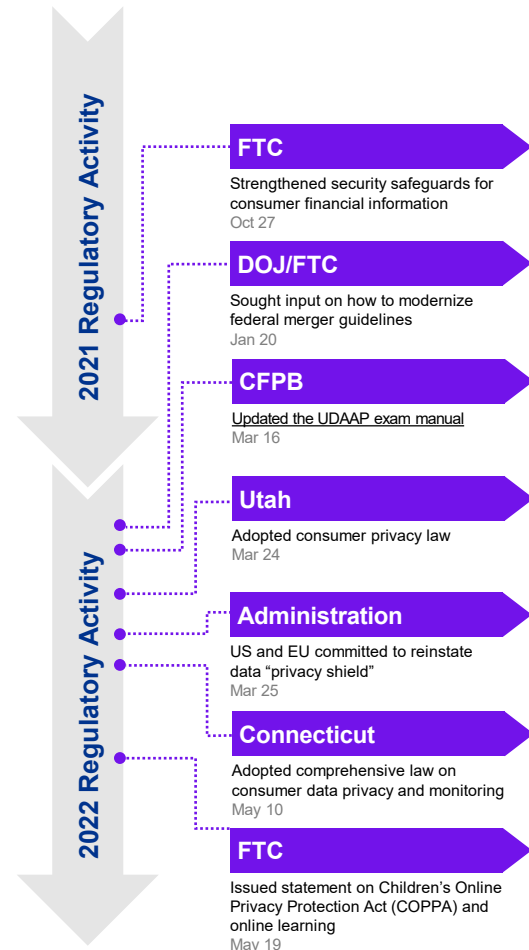 2021 Regulatory Activity
FTC
Strengthened security safeguards for
consumer financial information
Oct 27
DOJ/FTC
Sought input on how to modernize
federal merger guidelines
Jan 20
CFPB
Updated the UDAAP exam manual
Mar 16
2022 Regulatory Activity
Utah
Adopted consumer privacy law
Mar 24
Administration
US and EU committed to reinstate
data “privacy shield”
Mar 25
Connecticut
Adopted comprehensive law on
consumer data privacy and monitoring
May 10
FTC
Issued statement on Children’s Online
Privacy Protection Act (COPPA) and
online learning
May 19